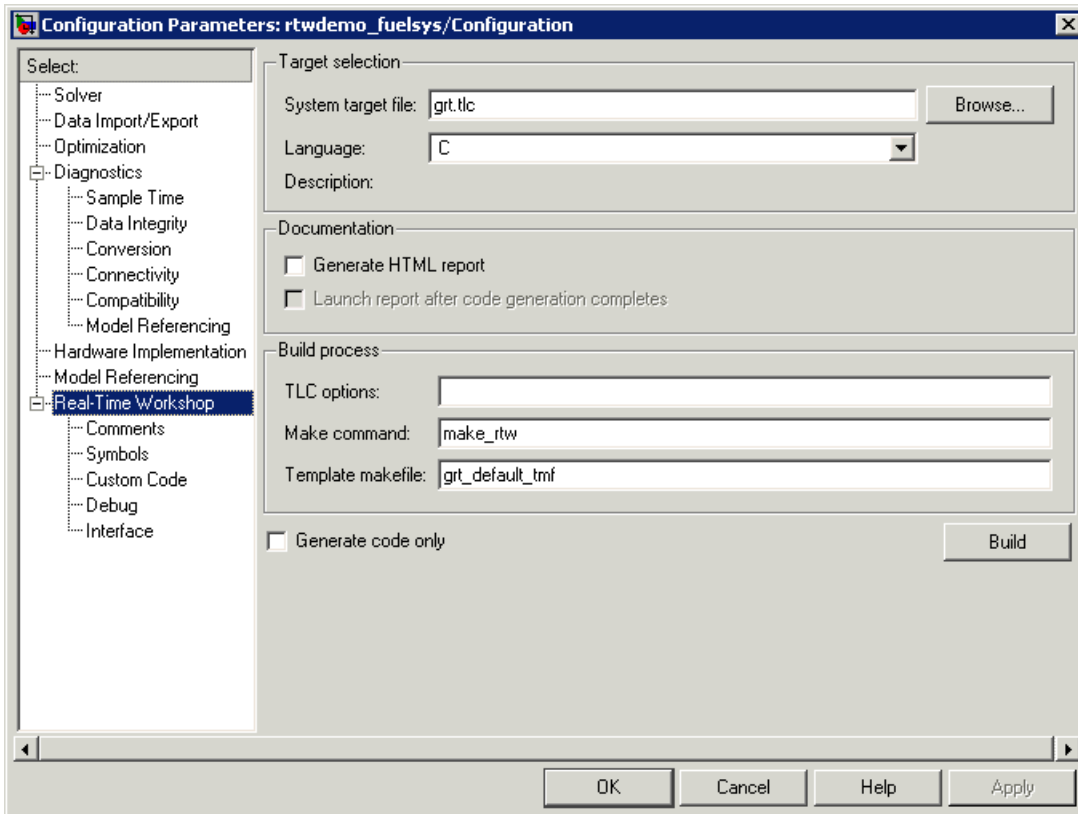 Configuration Parameters: rtwdemo_fuelsys/Configuration
Select:
Solver
Data Import/Export
Optimization
Diagnostics
Sample Time
Data Integrity
Conversion
Connectivity
Compatibility
Model Referencing
Hardware Implementation
Model Referencing
Real-Time Workshop
Comments
Symbols
Custom Code
Debug
Interface
Target selection
System target file: grt.tlc Browse...
Language: C
Description:
Documentation
Generate HTML report
Launch report after code generation completes
Build process
TLC options:
Make command: make_rtw
Template makefile: grt_default_tmf
Generate code only Build
OK Cancel Help Apply